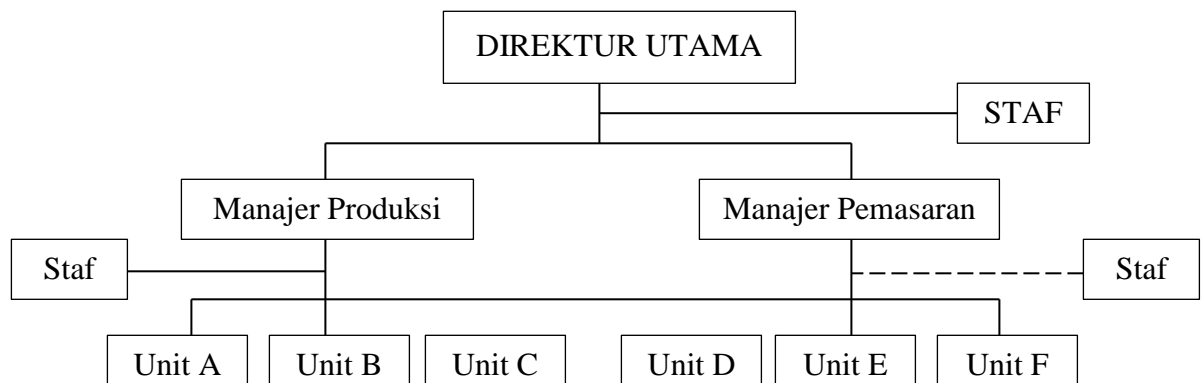 DIREKTUR UTAMA
STAF
Manajer Produksi
Manajer Pemasaran
Staf
Staf
Unit A
Unit B
Unit C
Unit D
Unit E
Unit F